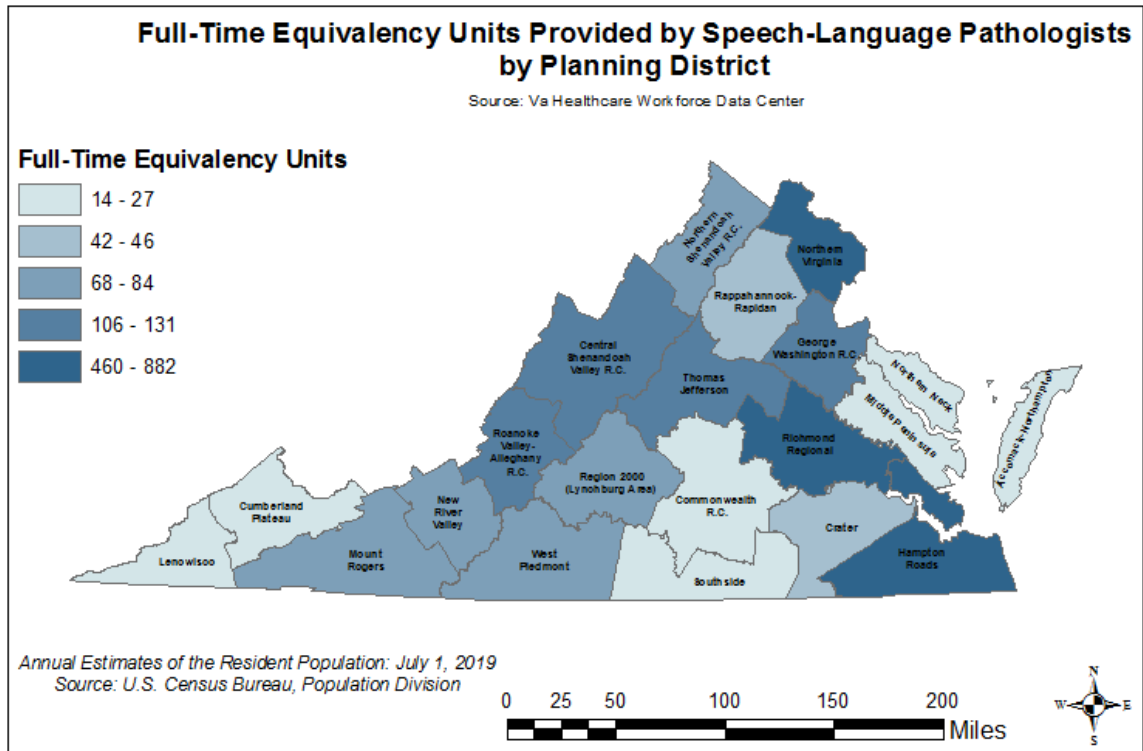 Full-Time Equivalency Units Provided by Speech-Language Pathologists
by Planning District
Source: Va Healthcare Workforce Data Center
Full-Time Equivalency Units
14 - 27
42 - 46
68 - 84
106 - 131
460 - 882
Northern
Shenandoah
Valley R.C.
Northern
Virginia
Rappahannook-
Rapidan
Central
Shenandoah
Valley R.C.
George
Washington R.C.
Thomas
Jefferson
Northern Neck
Middle Peninsula
Accomack-Northampton
Roanoke
Valley-
Alleghany
R.C.
Richmond
Regional
Region 2000
(Lynohburg Area)
Commonwealth
R.C.
New
River
Valley
Cumberland
Plateau
Crater
Lenowisoo
Mount
Rogers
West
Piedmont
Hampton
Roads
Southside
Annual Estimates of the Resident Population: July 1, 2019
Source: U.S. Census Bureau, Population Division
0 25 50 100 150 200
Miles
N
W E
S